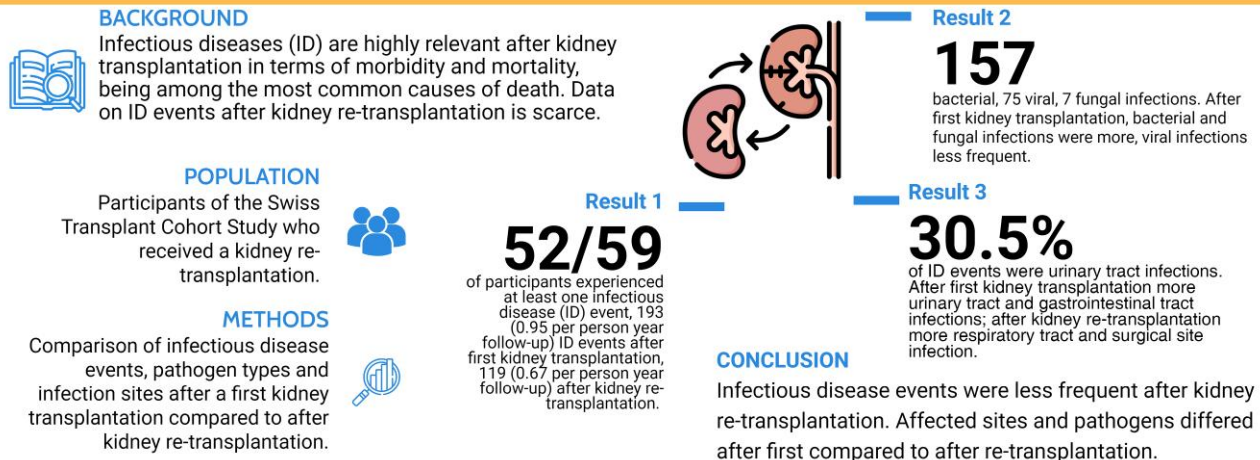 BACKGROUND
Infectious diseases (ID) are highly relevant after kidney
transplantation in terms of morbidity and mortality,
being among the most common causes of death. Data
on ID events after kidney re-transplantation is scarce.
POPULATION
Participants of the Swiss
Transplant Cohort Study who
received a kidney re-
transplantation.
METHODS
Comparison of infectious disease
events, pathogen types and
infection sites after a first kidney
transplantation compared to after
kidney re-transplantation.
Result 1
52/59
of participants experienced
at least one infectious
disease (ID) event, 193
(0.95 per person year
follow-up) ID events after
first kidney transplantation,
119 (0.67 per person year
follow-up) after kidney re-
transplantation.
Result 2
157
bacterial, 75 viral, 7 fungal infections. After
first kidney transplantation, bacterial and
fungal infections were more, viral infections
less frequent.
Result 3
30.5%
of ID events were urinary tract infections.
After first kidney transplantation more
urinary tract and gastrointestinal tract
infections; after kidney re-transplantation
more respiratory tract and surgical site
infection.
CONCLUSION
Infectious disease events were less frequent after kidney
re-transplantation. Affected sites and pathogens differed
after first compared to after re-transplantation.